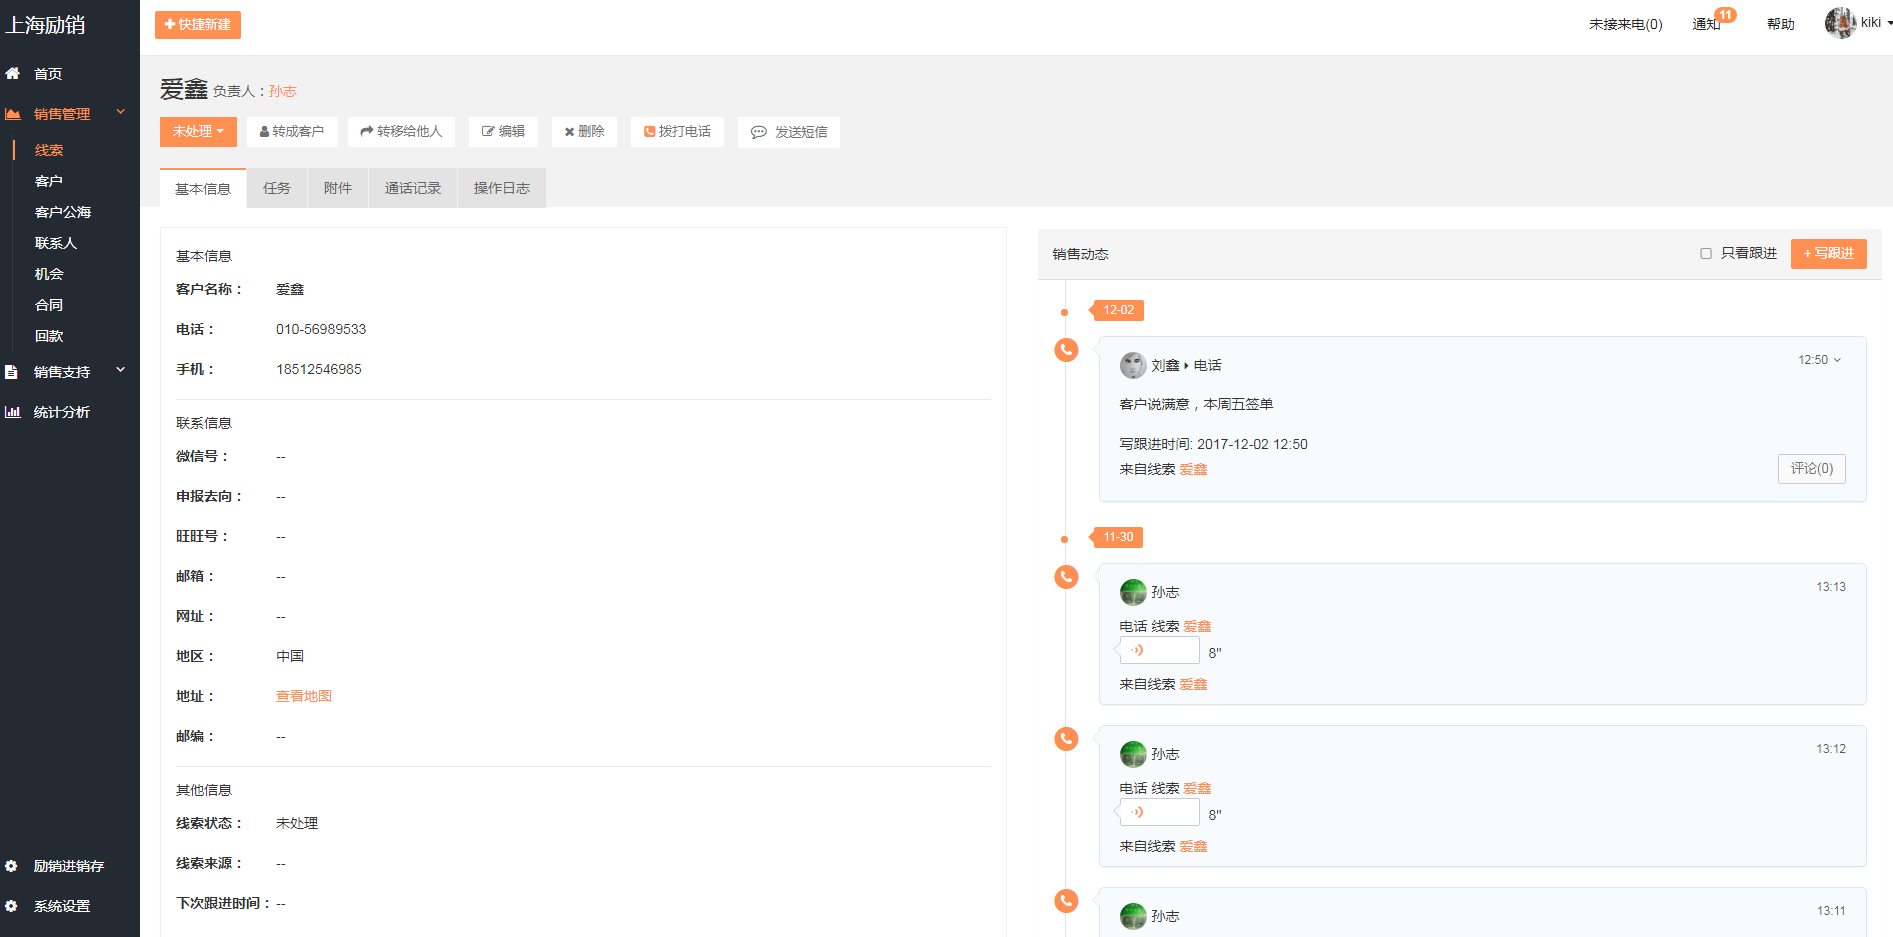 上海励销
首页
销售管理
线索
客户
客户公海
联系人
机会
合同
回款
销售支持
统计分析
励销进销存
系统设置
快捷新建
未接来电(0)
通知
11
帮助
kiki
爱鑫 负责人：孙志
未处理
转成客户
转移给他人
编辑
删除
拨打电话
发送短信
基本信息
任务
附件
通话记录
操作日志
基本信息
客户名称： 爱鑫
电话： 010-56989533
手机： 18512546985
联系信息
微信号： --
申报去向： --
旺旺号： --
邮箱： --
网址： --
地区： 中国
地址： 查看地图
邮编： --
其他信息
线索状态： 未处理
线索来源： --
下次跟进时间： --
销售动态
只看跟进
+ 写跟进
12-02
刘鑫 电话
12:50
客户说满意，本周五签单
写跟进时间: 2017-12-02 12:50
来自线索 爱鑫
评论(0)
11-30
孙志
13:13
电话 线索 爱鑫
8"
来自线索 爱鑫
孙志
13:12
电话 线索 爱鑫
8"
来自线索 爱鑫
孙志
13:11